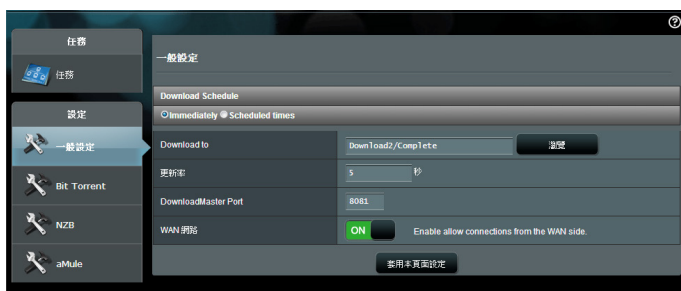 任務
任務
設定
一般設定
Bit Torrent
NZB
aMule
一般設定
Download Schedule
Immediately Scheduled times
Download to Download2/Complete 瀏覽
更新率 5 秒
DownloadMaster Port 8081
WAN 網路 ON Enable allow connections from the WAN side.
套用本頁面設定